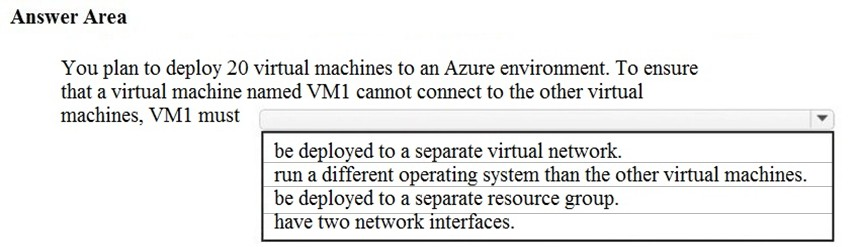 Answer Area
You plan to deploy 20 virtual machines to an Azure environment. To ensure
that a virtual machine named VM1 cannot connect to the other virtual
machines, VM1 must
be deployed to a separate virtual network.
run a different operating system than the other virtual machines.
be deployed to a separate resource group.
have two network interfaces.